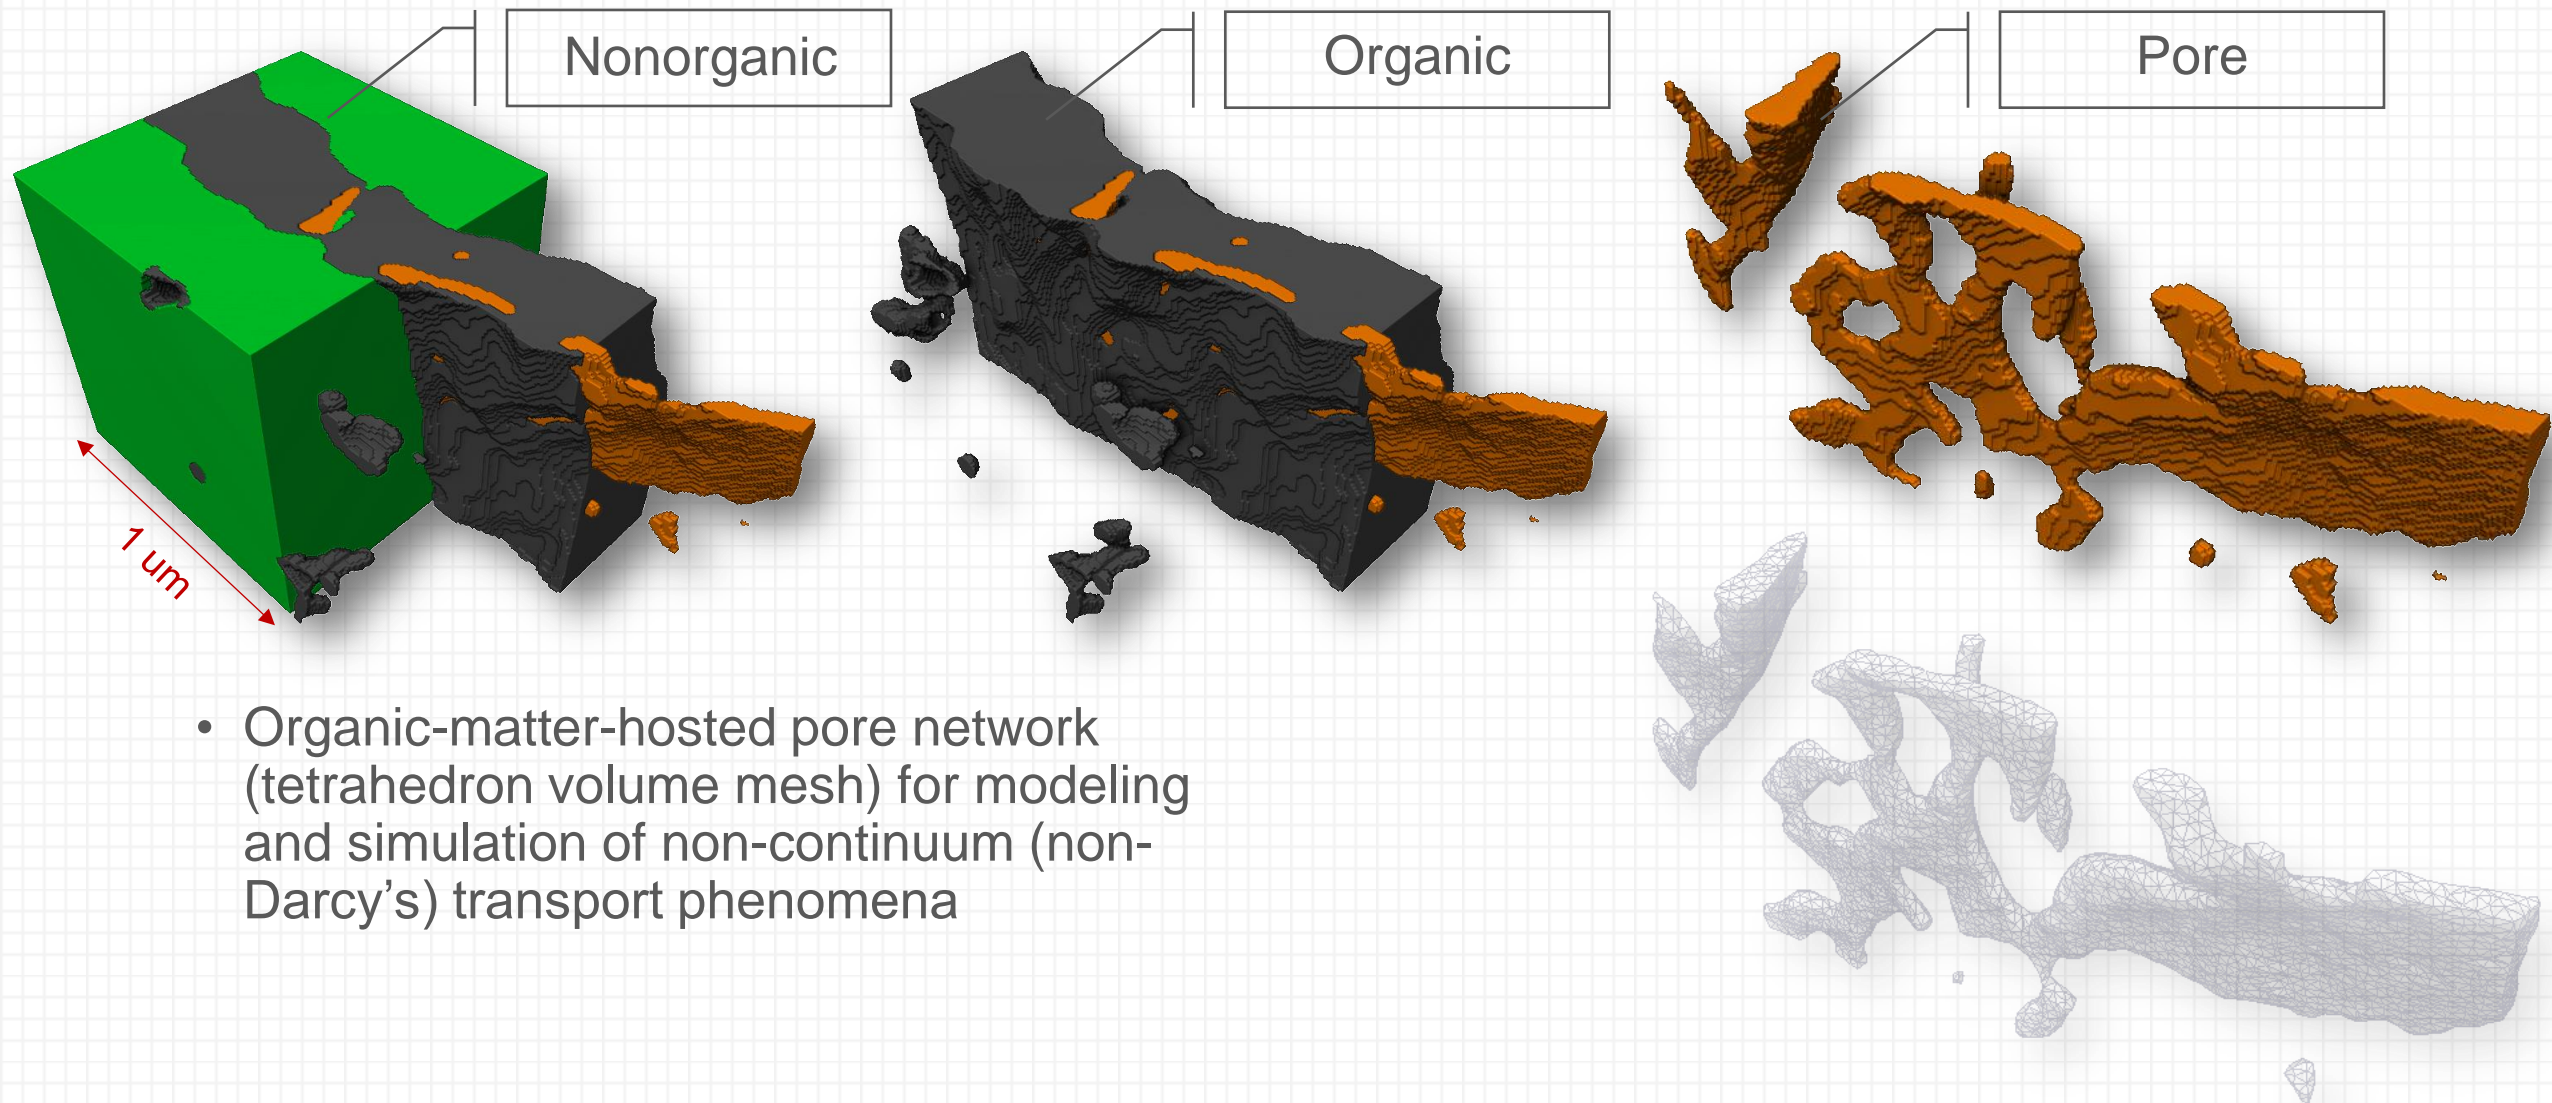 Nonorganic
Organic
Pore
1 um
• Organic-matter-hosted pore network
(tetrahedron volume mesh) for modeling
and simulation of non-continuum (non-
Darcy’s) transport phenomena